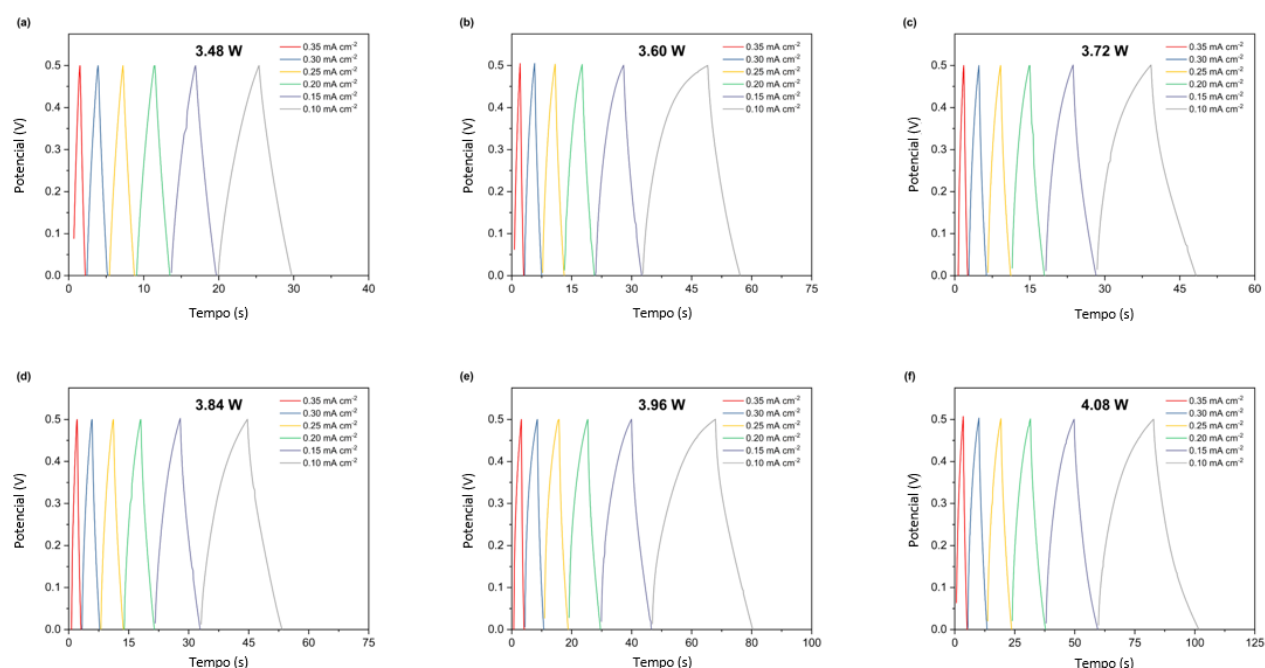 (a)
3.48 W
0.35 mA cm⁻²
0.30 mA cm⁻²
0.25 mA cm⁻²
0.20 mA cm⁻²
0.15 mA cm⁻²
0.10 mA cm⁻²
Potencial (V)
0.5
0.4
0.3
0.2
0.1
0.0
0 10 20 30 40
Tempo (s)
(b)
3.60 W
0.35 mA cm⁻²
0.30 mA cm⁻²
0.25 mA cm⁻²
0.20 mA cm⁻²
0.15 mA cm⁻²
0.10 mA cm⁻²
Potencial (V)
0.5
0.4
0.3
0.2
0.1
0.0
0 15 30 45 60 75
Tempo (s)
(c)
3.72 W
0.35 mA cm⁻²
0.30 mA cm⁻²
0.25 mA cm⁻²
0.20 mA cm⁻²
0.15 mA cm⁻²
0.10 mA cm⁻²
Potencial (V)
0.5
0.4
0.3
0.2
0.1
0.0
0 15 30 45 60
Tempo (s)
(d)
3.84 W
0.35 mA cm⁻²
0.30 mA cm⁻²
0.25 mA cm⁻²
0.20 mA cm⁻²
0.15 mA cm⁻²
0.10 mA cm⁻²
Potencial (V)
0.5
0.4
0.3
0.2
0.1
0.0
0 15 30 45 60 75
Tempo (s)
(e)
3.96 W
0.35 mA cm⁻²
0.30 mA cm⁻²
0.25 mA cm⁻²
0.20 mA cm⁻²
0.15 mA cm⁻²
0.10 mA cm⁻²
Potencial (V)
0.5
0.4
0.3
0.2
0.1
0.0
0 20 40 60 80 100
Tempo (s)
(f)
4.08 W
0.35 mA cm⁻²
0.30 mA cm⁻²
0.25 mA cm⁻²
0.20 mA cm⁻²
0.15 mA cm⁻²
0.10 mA cm⁻²
Potencial (V)
0.5
0.4
0.3
0.2
0.1
0.0
0 25 50 75 100 125
Tempo (s)